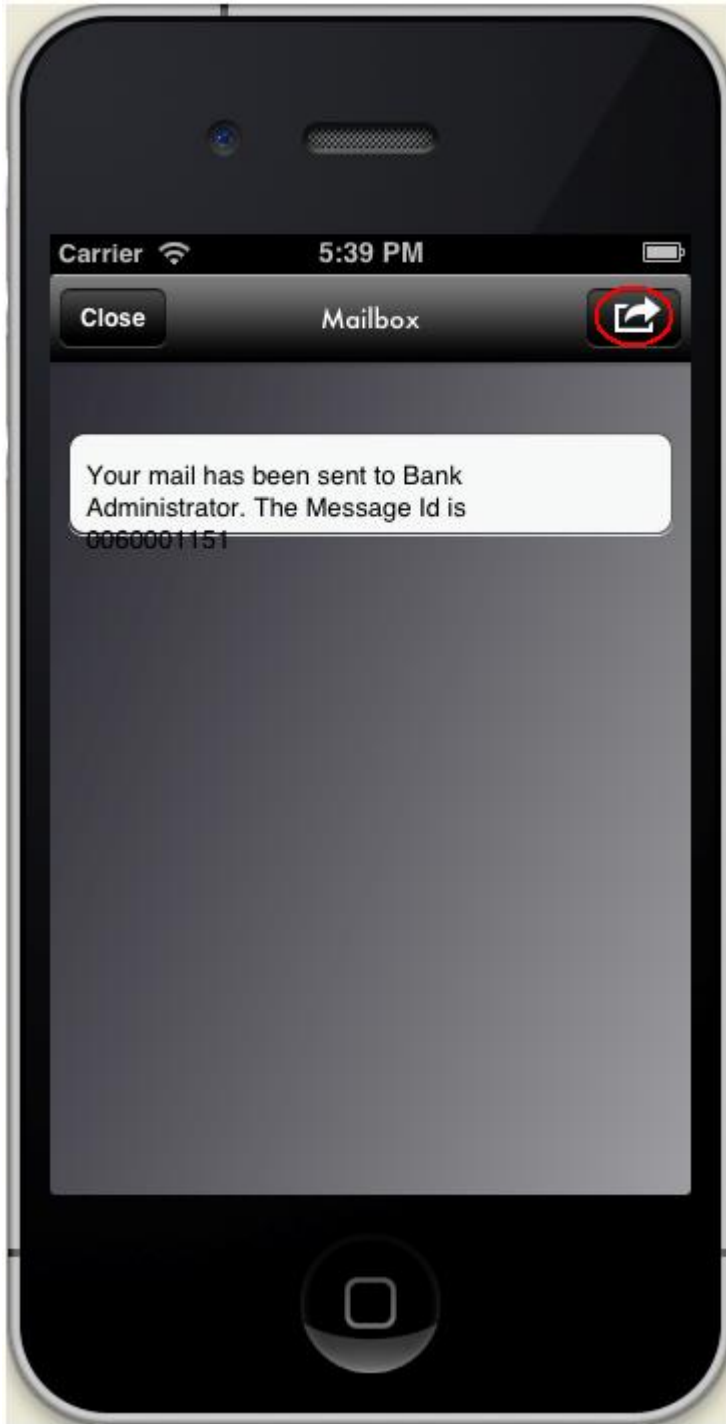 Carrier 5:39 PM
Close Mailbox
Your mail has been sent to Bank
Administrator. The Message Id is
0060001151